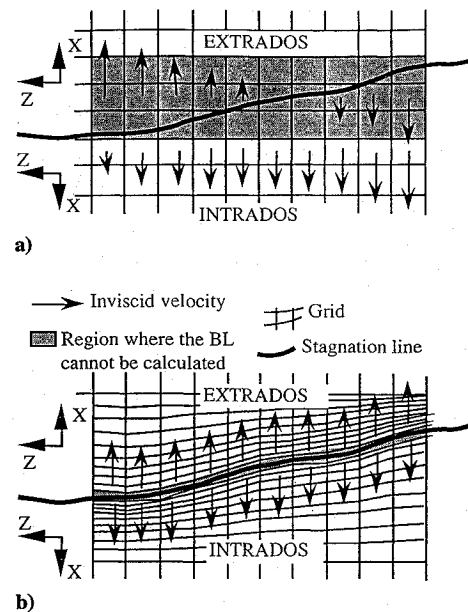 X
EXTRADOS
Z
Z
X
INTRADOS
a)
Inviscid velocity
Grid
Region where the BL
cannot be calculated
Stagnation line
X
EXTRADOS
Z
Z
X
INTRADOS
b)